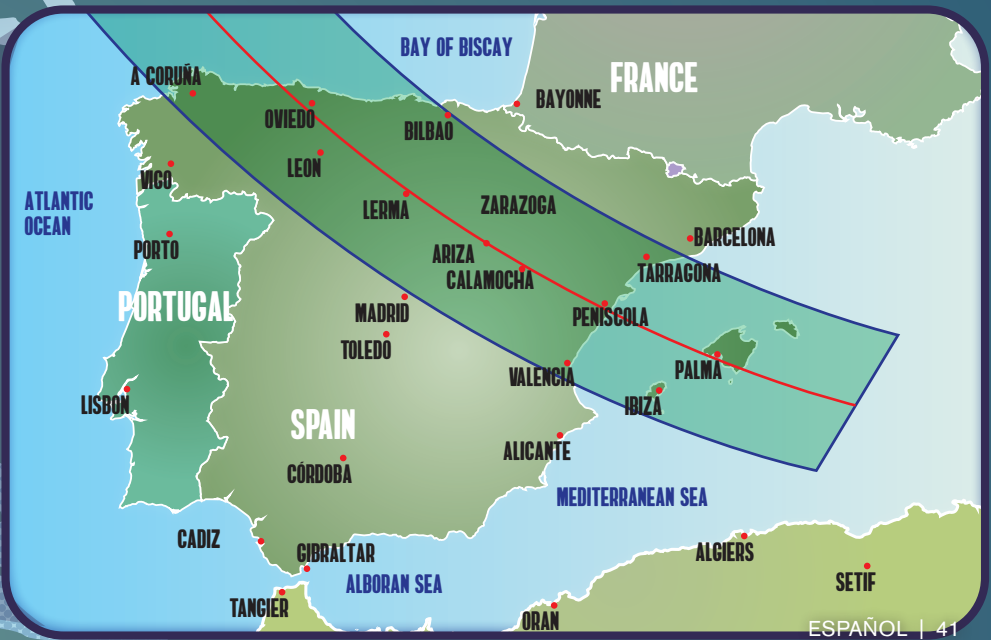 BAY OF BISCAY
FRANCE
A CORUÑA
BAYONNE
OVIEDO
BILBAO
LEON
VIGO
ATLANTIC
OCEAN
LERMA
ZARAZOGA
BARCELONA
PORTO
ARIZA
CALAMOCHA
TARRAGONA
PORTUGAL
MADRID
PENISCOLA
TOLEDO
VALENCIA
PALMA
LISBON
IBIZA
SPAIN
ALICANTE
CÓRDOBA
MEDITERRANEAN SEA
CADIZ
GIBRALTAR
ALGIERS
ALBORAN SEA
SETIF
TANGIER
ORAN
ESPAÑOL | 41